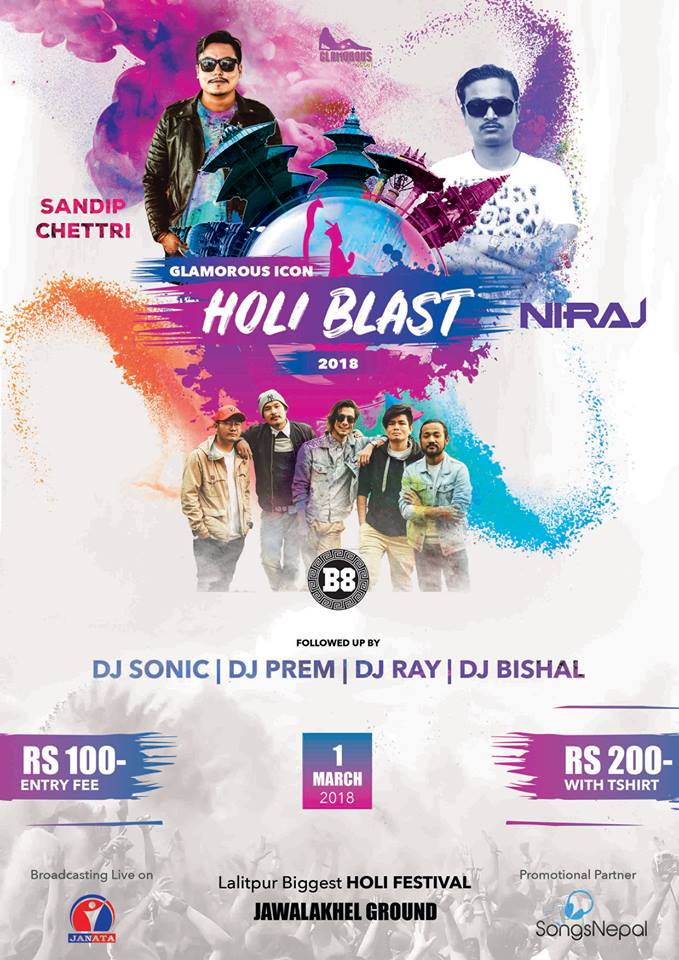 GLAMOROUS
SANDIP
CHETTRI
GLAMOROUS ICON
HOLI BLAST
2018
NIRAJ
B8
FOLLOWED UP BY
DJ SONIC | DJ PREM | DJ RAY | DJ BISHAL
RS 100-
ENTRY FEE
1
MARCH
2018
RS 200-
WITH TSHIRT
Broadcasting Live on
JANATA
Lalitpur Biggest HOLI FESTIVAL
JAWALAKHEL GROUND
Promotional Partner
SongsNepal